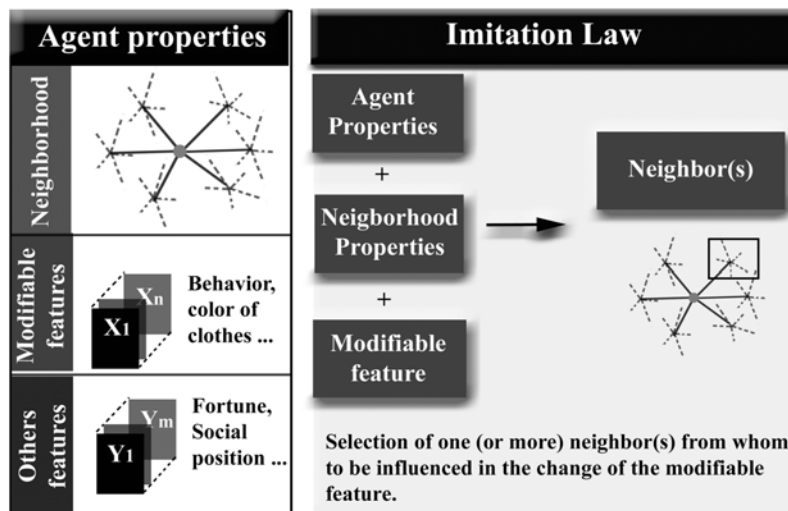 Agent properties
Neighborhood
Modifiable
features
X1
Xn
Behavior,
color of
clothes ...
Others
features
Y1
Ym
Fortune,
Social
position ...
Imitation Law
Agent
Properties
+
Neigborhood
Properties
+
Modifiable
feature
Neighbor(s)
Selection of one (or more) neighbor(s) from whom
to be influenced in the change of the modifiable
feature.